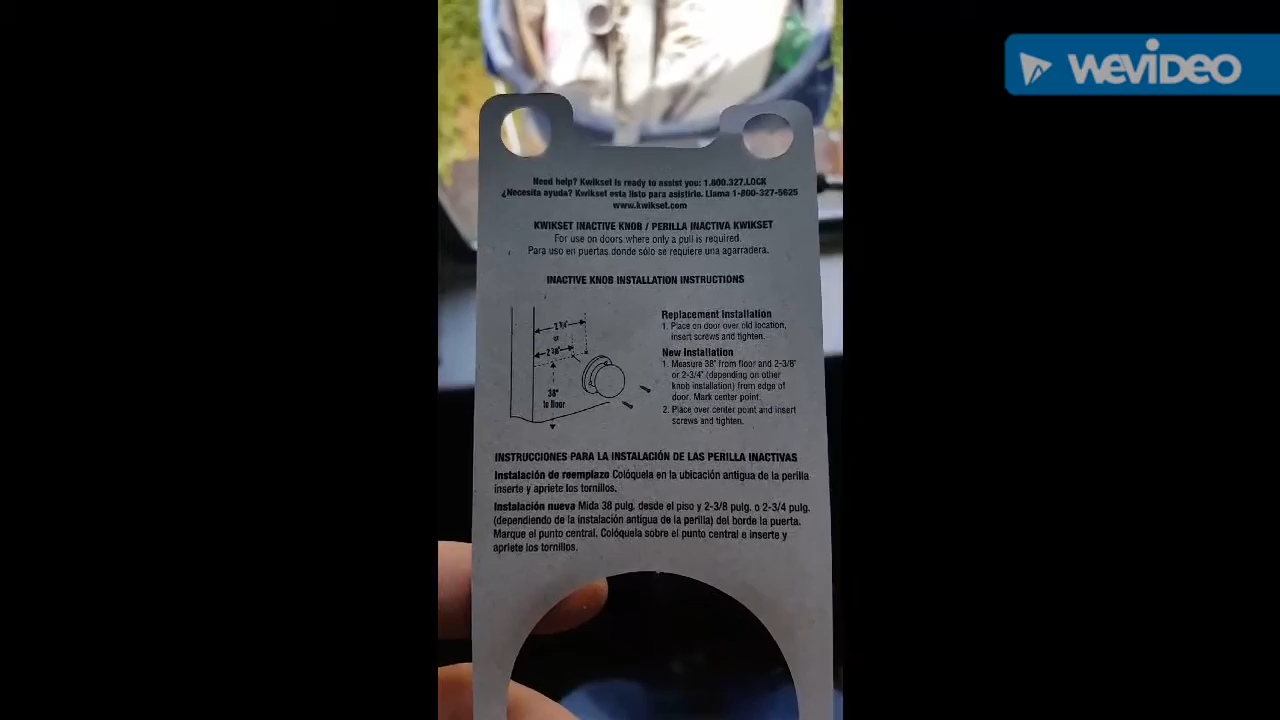 WEVIDEO
Need help? Kwikset is ready to assist you: 1.800.327.LOCK
¿Necesita ayuda? Kwikset esta listo para asistirle. Llama 1-800-327-5625
www.kwikset.com
KWIKSET INACTIVE KNOB / PERILLA INACTIVA KWIKSET
For use on doors where only a pull is required.
Para uso en puertas donde sólo se requiere una agarradera.
INACTIVE KNOB INSTALLATION INSTRUCTIONS
2 3/4"
or
2 3/8"
38"
to floor
Replacement Installation
1. Place on door over old location,
insert screws and tighten.
New Installation
1. Measure 38" from floor and 2-3/8"
or 2-3/4" (depending on other
knob installation) from edge of
door. Mark center point.
2. Place over center point and insert
screws and tighten.
INSTRUCCIONES PARA LA INSTALACIÓN DE LAS PERILLA INACTIVAS
Instalación de reemplazo Colóquela en la ubicación antigua de la perilla
inserte y apriete los tornillos.
Instalación nueva Mida 38 pulg. desde el piso y 2-3/8 pulg. o 2-3/4 pulg.
(dependiendo de la instalación antigua de la perilla) del borde la puerta.
Marque el punto central. Colóquela sobre el punto central e inserte y
apriete los tornillos.